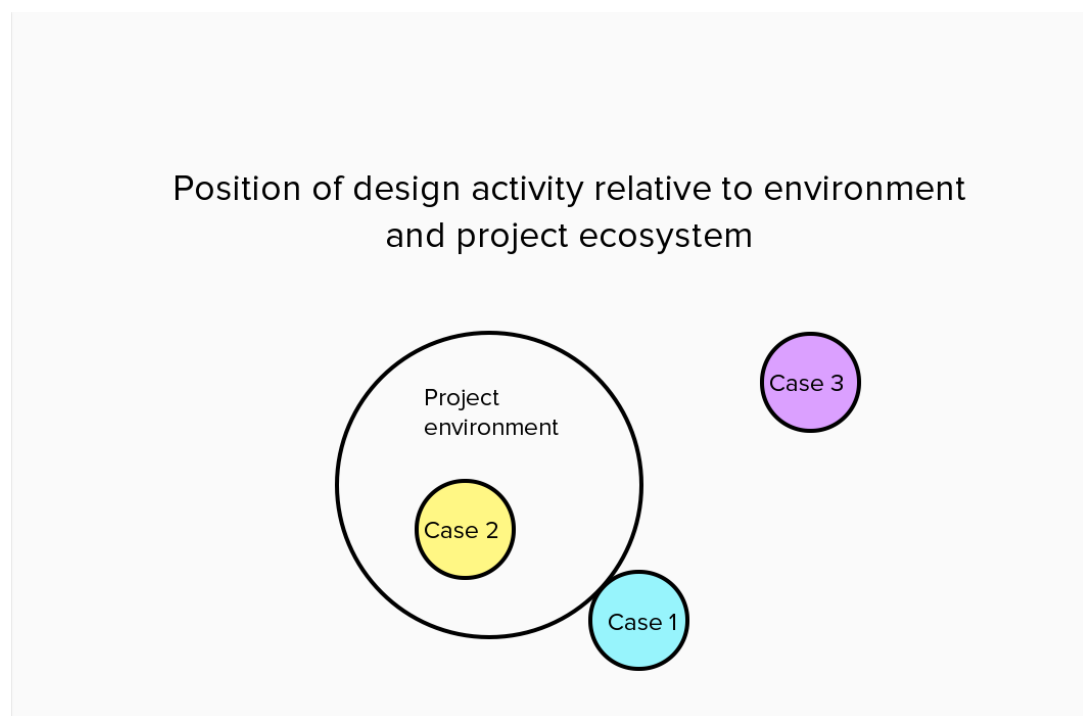 Position of design activity relative to environment
and project ecosystem
Project
environment
Case 3
Case 2
Case 1